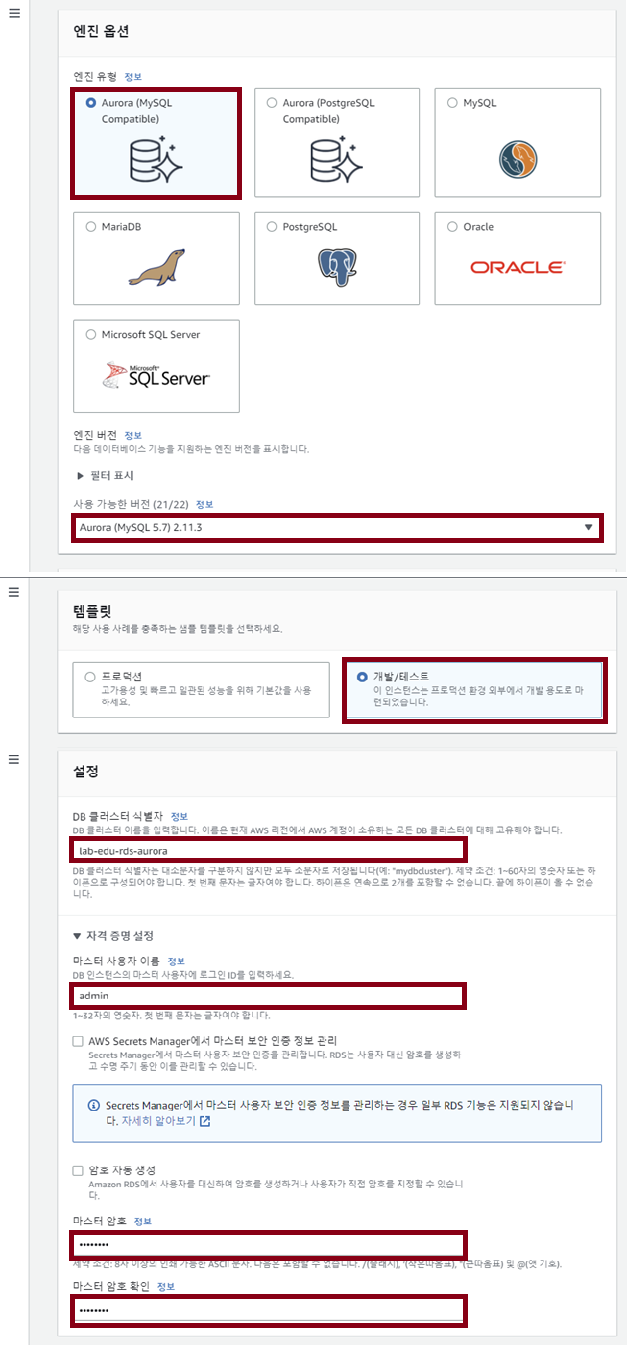 엔진 옵션
엔진 유형 정보
Aurora (MySQL
Compatible)
Aurora (PostgreSQL
Compatible)
MySQL
MariaDB
PostgreSQL
Oracle
ORACLE
Microsoft SQL Server
Microsoft
SQL Server
엔진 버전 정보
다음 데이터베이스 기능을 지원하는 엔진 버전을 표시합니다.
필터 표시
사용 가능한 버전 (21/22) 정보
Aurora (MySQL 5.7) 2.11.3
템플릿
해당 사용 사례를 충족하는 샘플 템플릿을 선택하세요.
프로덕션
고가용성 및 빠르고 일관된 성능을 위해 기본값을 사용
하세요.
개발/테스트
이 인스턴스는 프로덕션 환경 외부에서 개발 용도로 마
련되었습니다.
설정
DB 클러스터 식별자 정보
DB 클러스터 이름을 입력합니다. 이름은 현재 AWS 리전에서 AWS 계정이 소유하는 모든 DB 클러스터에 대해 고유해야 합니다.
lab-edu-rds-aurora
DB 클러스터 식별자는 대소문자를 구분하지 않지만 모두 소문자로 저장됩니다(예: "mydbcluster"). 제약 조건: 1~60자의 영숫자 또는 하
이픈으로 구성되어야 합니다. 첫 번째 문자는 글자여야 합니다. 하이픈은 연속으로 2개를 포함할 수 없습니다. 끝에 하이픈이 올 수 없습
니다.
자격 증명 설정
마스터 사용자 이름 정보
DB 인스턴스의 마스터 사용자에 로그인 ID를 입력하세요.
admin
1~32자의 영숫자. 첫 번째 문자는 글자여야 합니다.
AWS Secrets Manager에서 마스터 보안 인증 정보 관리
Secrets Manager에서 마스터 사용자 보안 인증을 관리합니다. RDS는 사용자 대신 암호를 생성하
고 수명 주기 동안 이를 관리할 수 있습니다.
Secrets Manager에서 마스터 사용자 보안 인증 정보를 관리하는 경우 일부 RDS 기능은 지원되지 않습니
다. 자세히 알아보기
암호 자동 생성
Amazon RDS에서 사용자를 대신하여 암호를 생성하거나 사용자가 직접 암호를 지정할 수 있습니
다.
마스터 암호 정보
••••••••
제약 조건: 8자 이상의 인쇄 가능한 ASCII 문자. 다음은 포함할 수 없습니다. /(슬래시), '(작은따옴표), "(큰따옴표) 및 @(앳 기호).
마스터 암호 확인 정보
••••••••